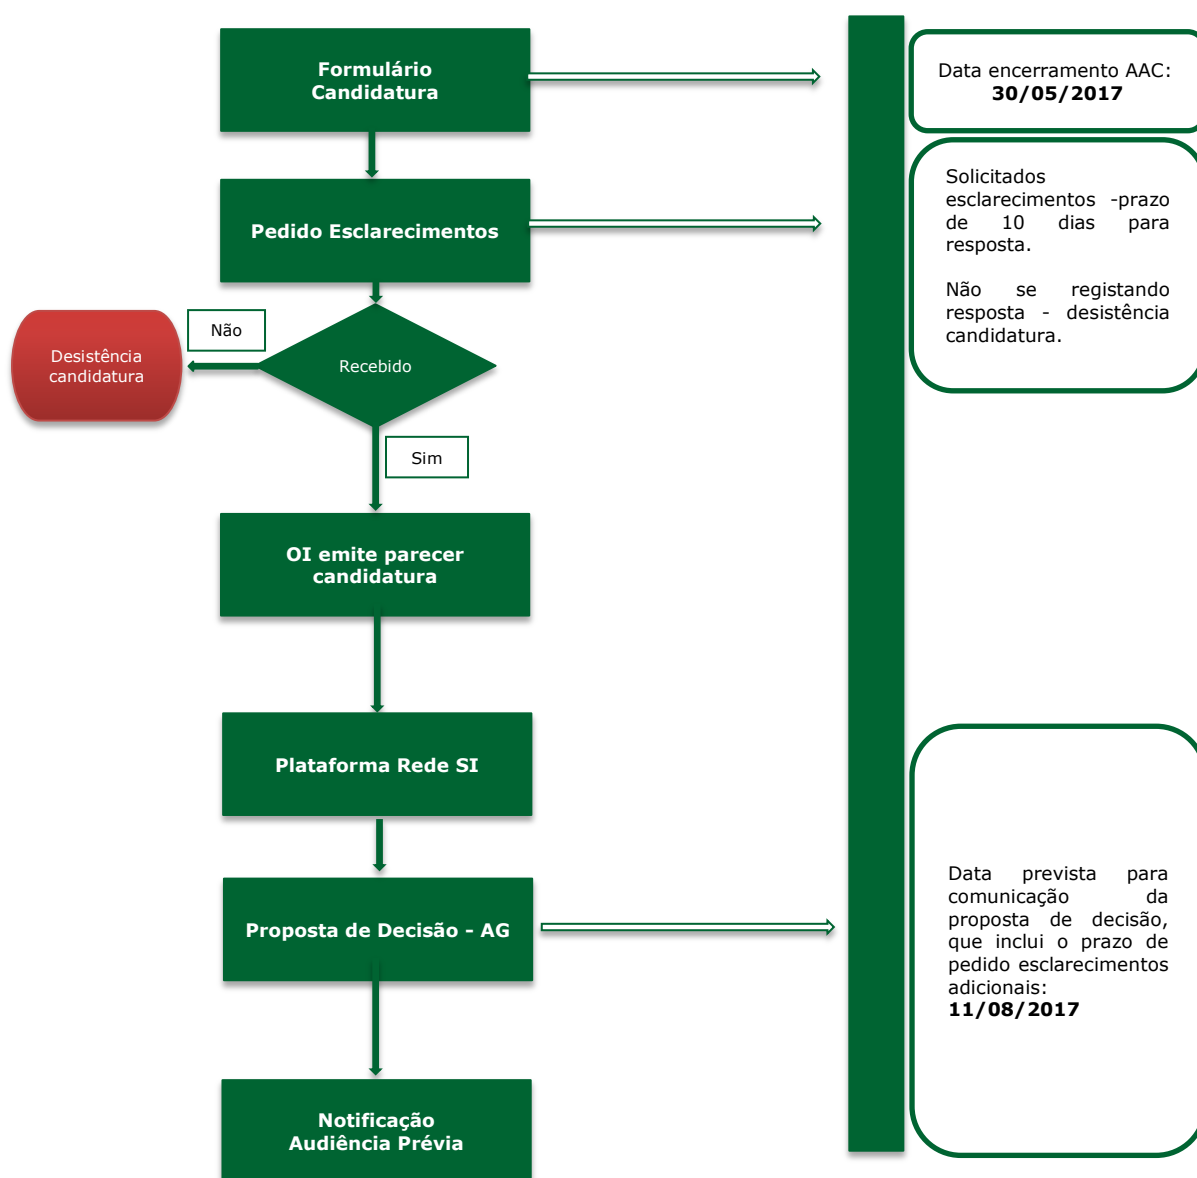 Formulário
Candidatura
Data encerramento AAC:
30/05/2017
Pedido Esclarecimentos
Solicitados
esclarecimentos -prazo
de 10 dias para
resposta.
Não se registando
resposta - desistência
candidatura.
Não
Desistência
candidatura
Recebido
Sim
OI emite parecer
candidatura
Plataforma Rede SI
Proposta de Decisão - AG
Data prevista para
comunicação da
proposta de decisão,
que inclui o prazo de
pedido esclarecimentos
adicionais:
11/08/2017
Notificação
Audiência Prévia